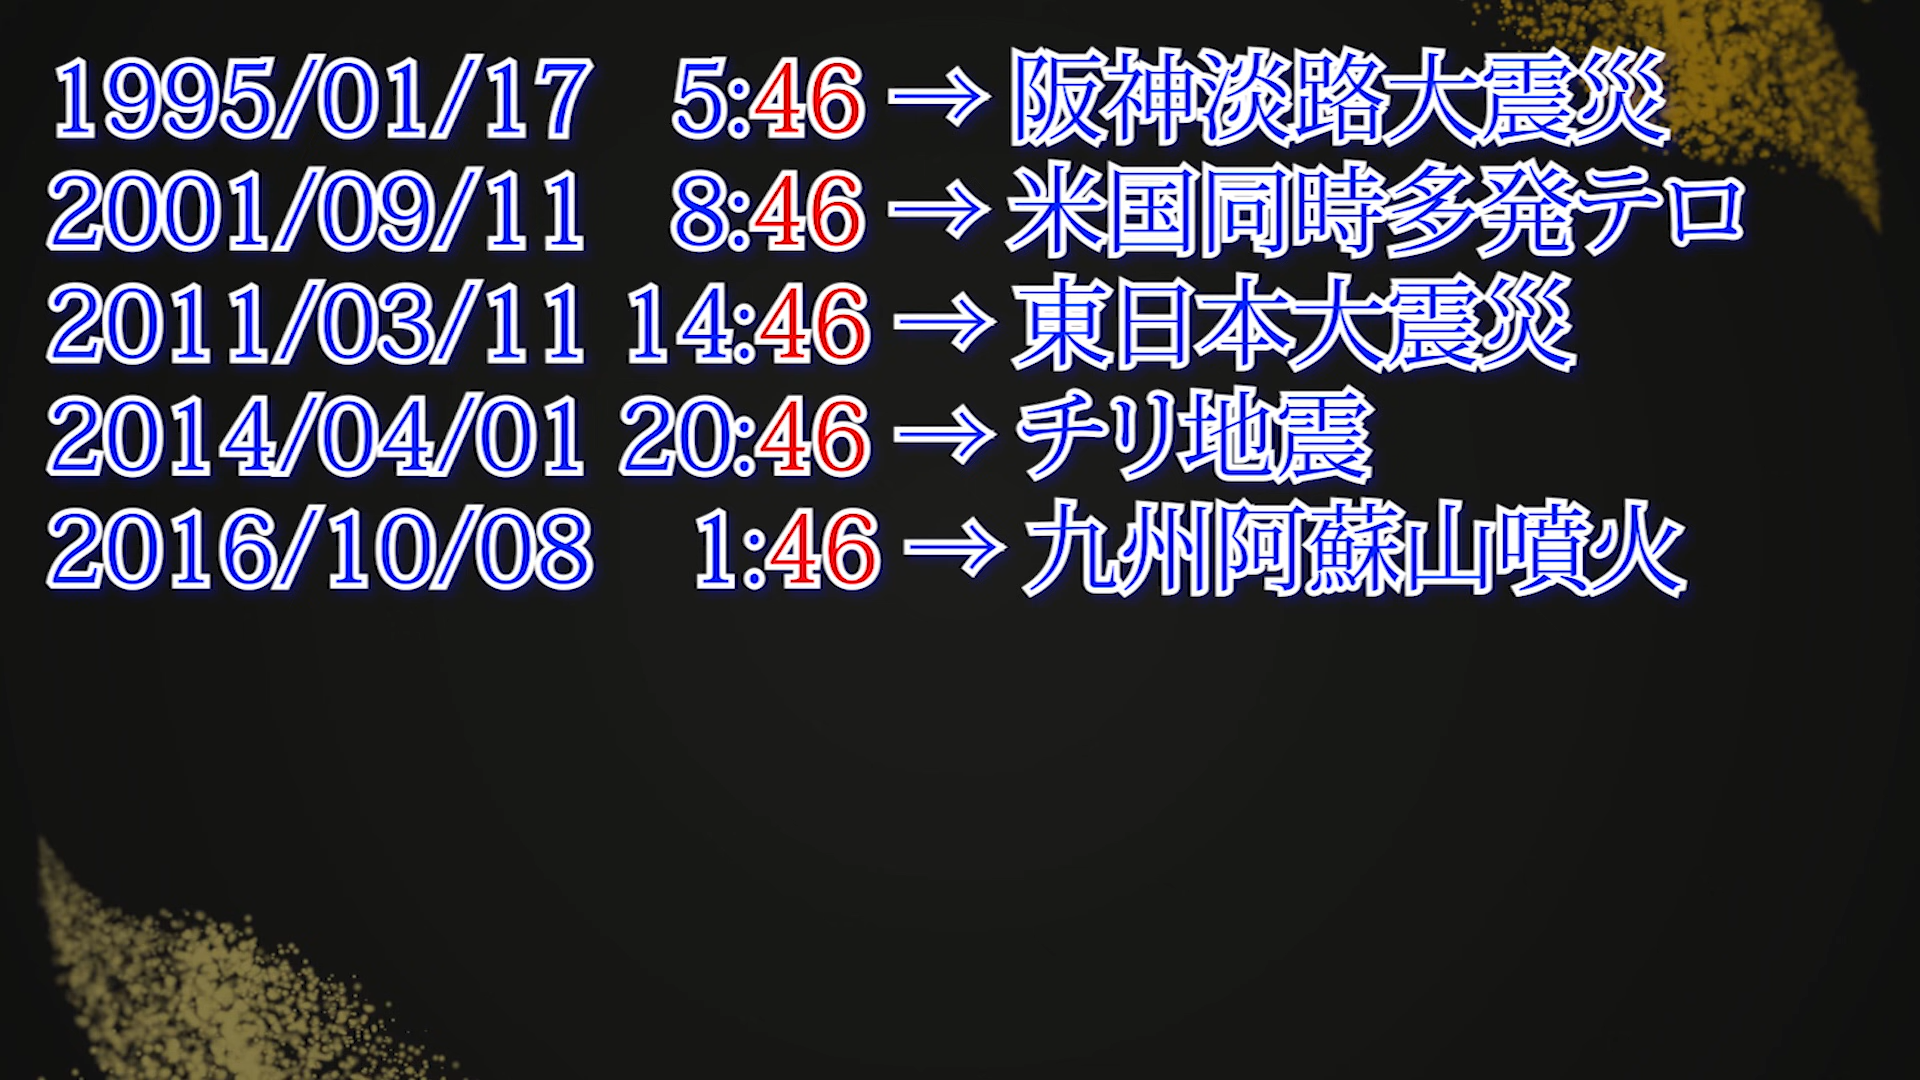 1995/01/17 5:46→阪神淡路大震災
2001/09/11 8:46→米国同時多発テロ
2011/03/11 14:46→東日本大震災
2014/04/01 20:46→チリ地震
2016/10/08 1:46→九州阿蘇山噴火